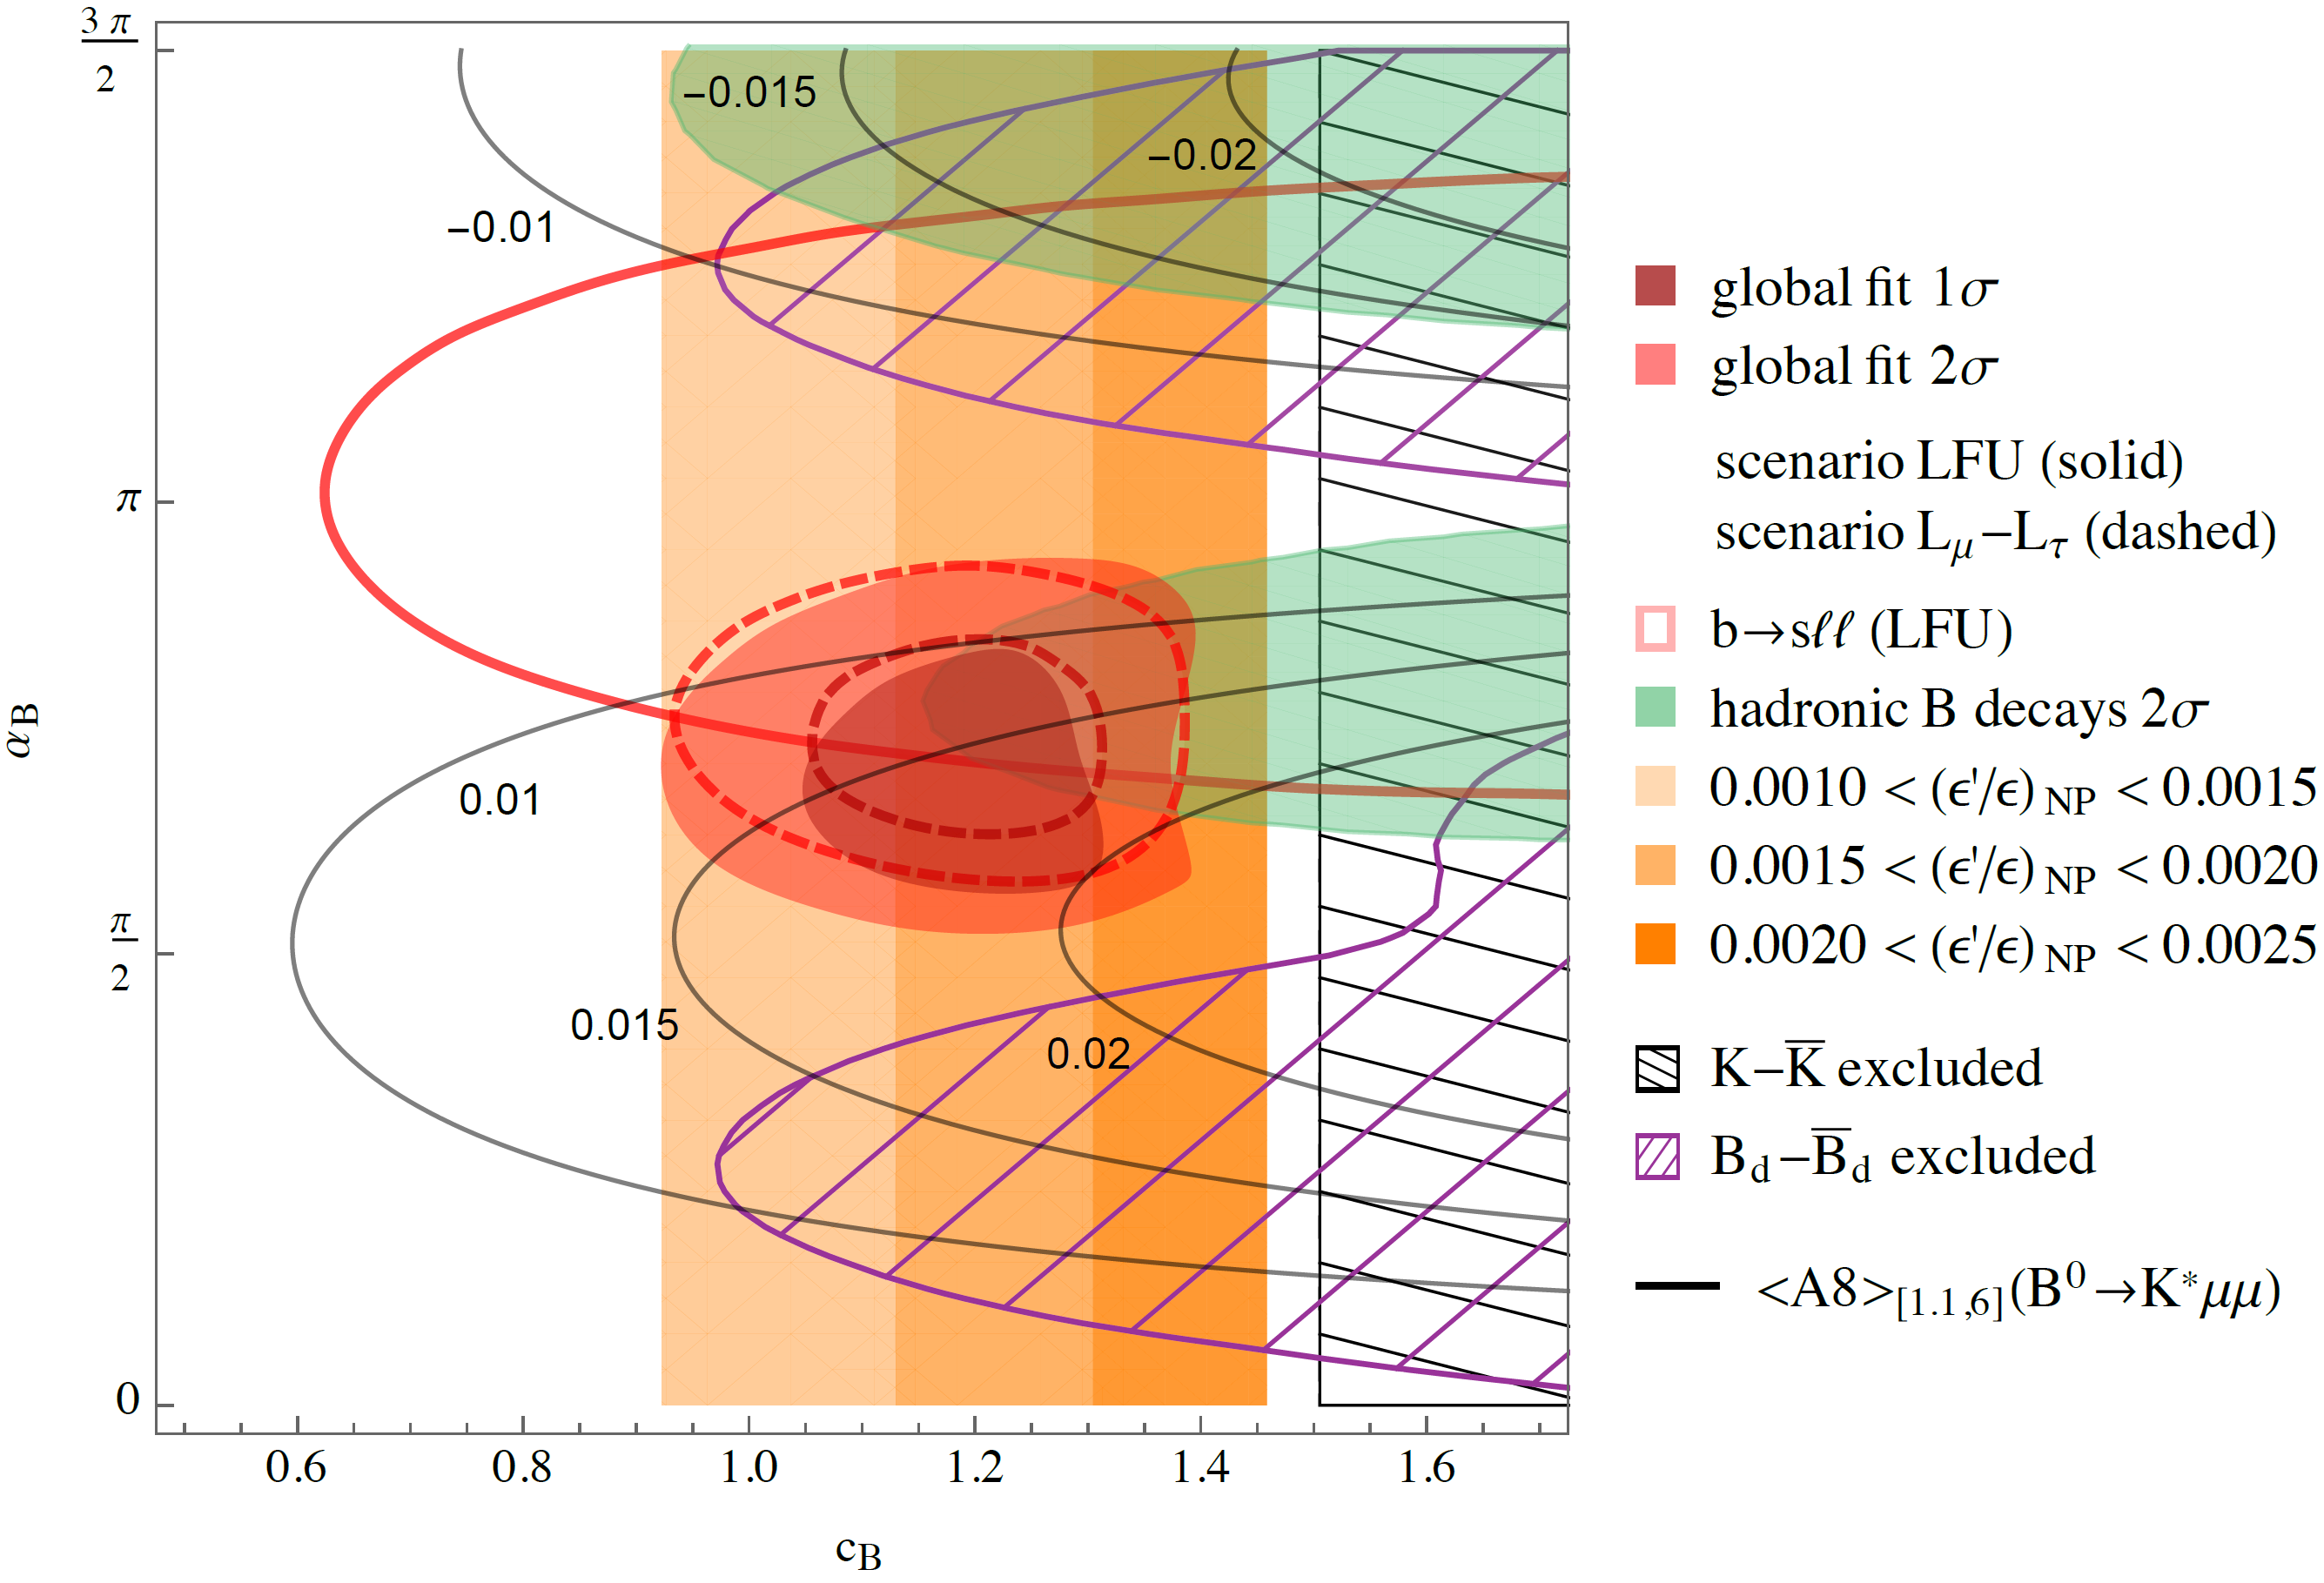 3 π
2
−0.015
−0.02
−0.01
π
α_B
0.01
π
2
0.015
0.02
0
0.6 0.8 1.0 1.2 1.4 1.6
c_B
global fit 1σ
global fit 2σ
scenario LFU (solid)
scenario L_μ−L_τ (dashed)
b→sℓℓ (LFU)
hadronic B decays 2σ
0.0010 < (ϵ'/ϵ)_NP < 0.0015
0.0015 < (ϵ'/ϵ)_NP < 0.0020
0.0020 < (ϵ'/ϵ)_NP < 0.0025
K−K̅ excluded
B_d−B̅_d excluded
<A8>_[1.1,6](B⁰→K*μμ)